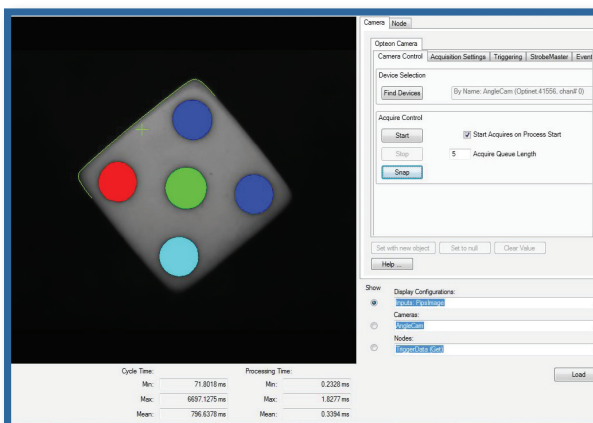 Camera Node
Opteon Camera
Camera Control Acquisition Settings Triggering StrobeMaster Event
Device Selection
Find Devices By Name: AngleCam (Optinet 41556, chan# 0)
Acquire Control
Start Start Acquires on Process Start
Stop 5 Acquire Queue Length
Snap
Set with new object Set to null Clear Value
Help ...
Show
Display Configurations:
Inputs: PipsImage
Cameras:
AngleCam
Nodes:
TriggerData (Get)
Load
Cycle Time: Processing Time:
Min: 71.8018 ms Min: 0.2328 ms
Max: 6697.1275 ms Max: 1.8277 ms
Mean: 796.6378 ms Mean: 0.3394 ms